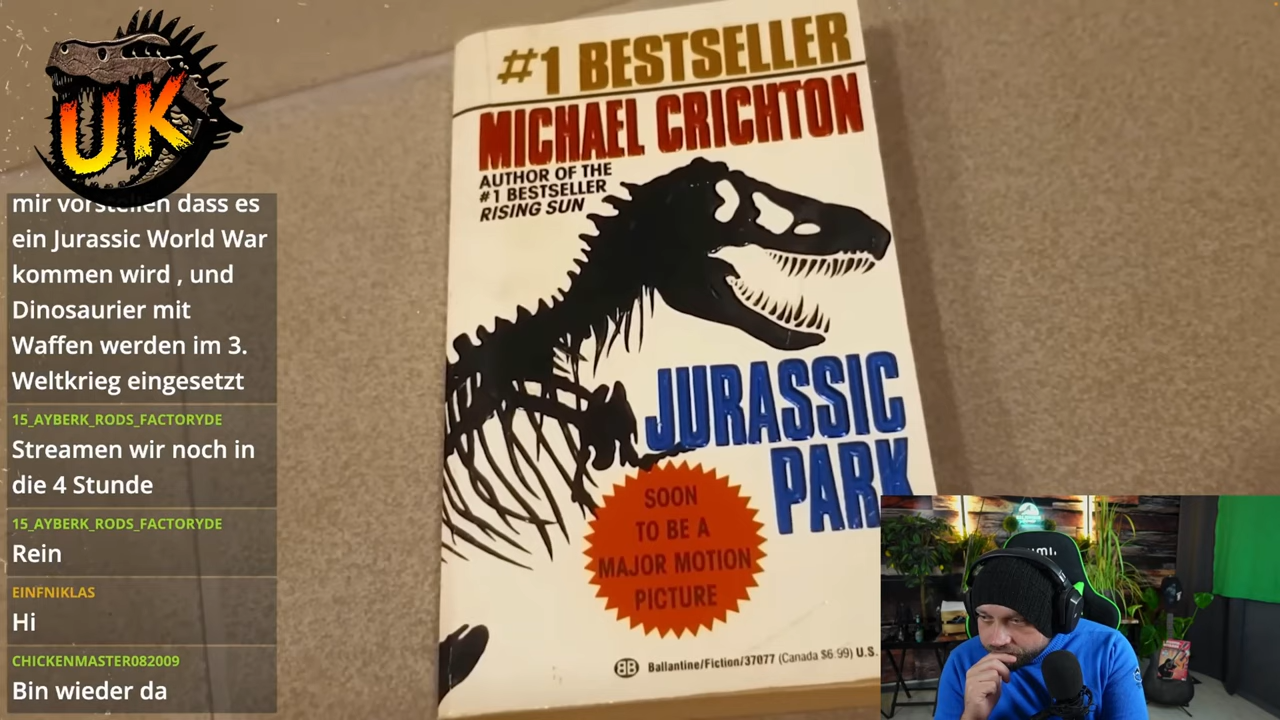 UK
mir vorstellen dass es
ein Jurassic World War
kommen wird , und
Dinosaurier mit
Waffen werden im 3.
Weltkrieg eingesetzt
15_AYBERK_RODS_FACTORYDE
Streamen wir noch in
die 4 Stunde
15_AYBERK_RODS_FACTORYDE
Rein
EINFNIKLAS
Hi
CHICKENMASTER082009
Bin wieder da
#1 BESTSELLER
MICHAEL CRICHTON
AUTHOR OF THE
#1 BESTSELLER
RISING SUN
JURASSIC
PARK
SOON
TO BE A
MAJOR MOTION
PICTURE
BB Ballantine/Fiction/37077 (Canada $6.99) U.S.